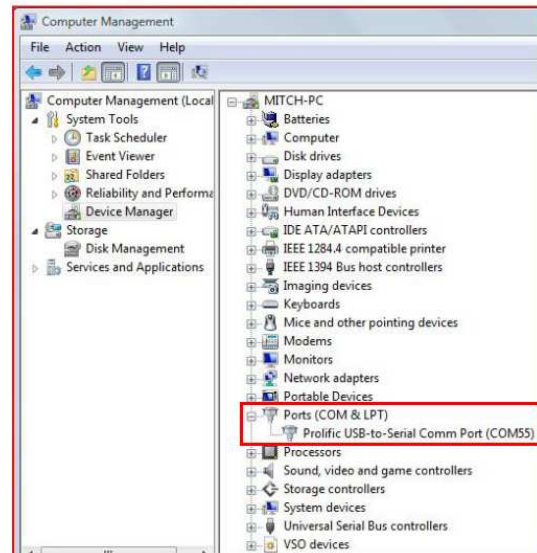 Computer Management
File Action View Help
Computer Management (Local
System Tools
Task Scheduler
Event Viewer
Shared Folders
Reliability and Performa
Device Manager
Storage
Disk Management
Services and Applications
MITCH-PC
Batteries
Computer
Disk drives
Display adapters
DVD/CD-ROM drives
Human Interface Devices
IDE ATA/ATAPI controllers
IEEE 1284.4 compatible printer
IEEE 1394 Bus host controllers
Imaging devices
Keyboards
Mice and other pointing devices
Modems
Monitors
Network adapters
Portable Devices
Ports (COM & LPT)
Prolific USB-to-Serial Comm Port (COM55)
Processors
Sound, video and game controllers
Storage controllers
System devices
Universal Serial Bus controllers
VSO devices